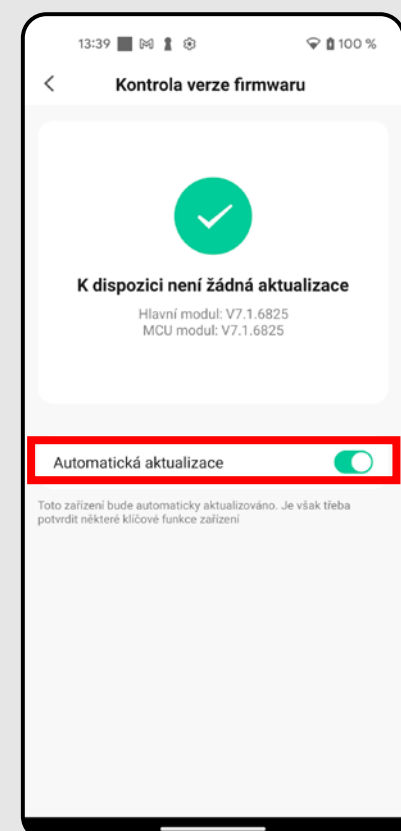 13:39 100 %
Kontrola verze firmwaru
K dispozici není žádná aktualizace
Hlavní modul: V7.1.6825
MCU modul: V7.1.6825
Automatická aktualizace
Toto zařízení bude automaticky aktualizováno. Je však třeba
potvrdit některé klíčové funkce zařízení